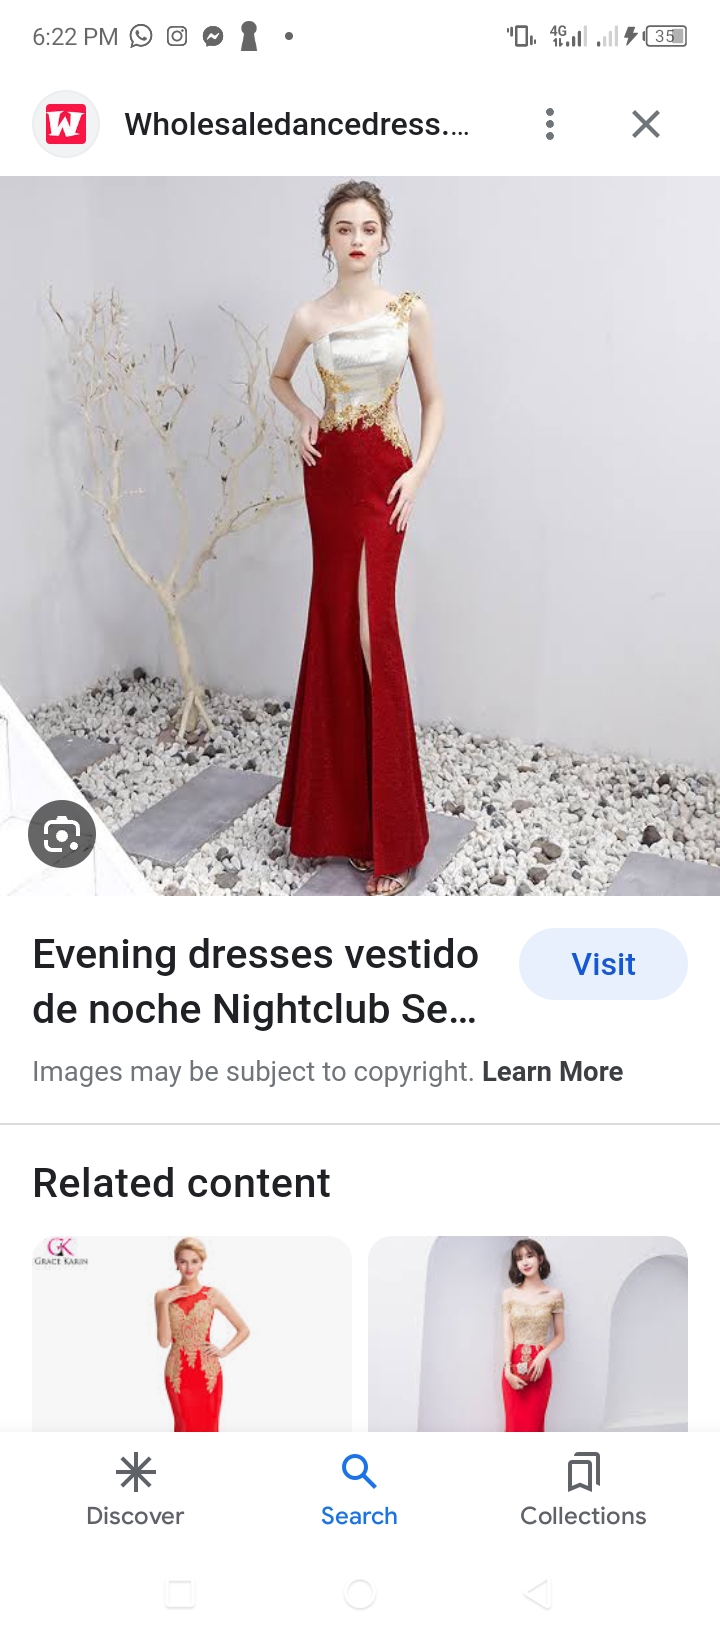 6:22 PM
4G
35
W
Wholesaledancedress....
Evening dresses vestido
de noche Nightclub Se...
Visit
Images may be subject to copyright. Learn More
Related content
GK
GRACE KARIN
Discover
Search
Collections